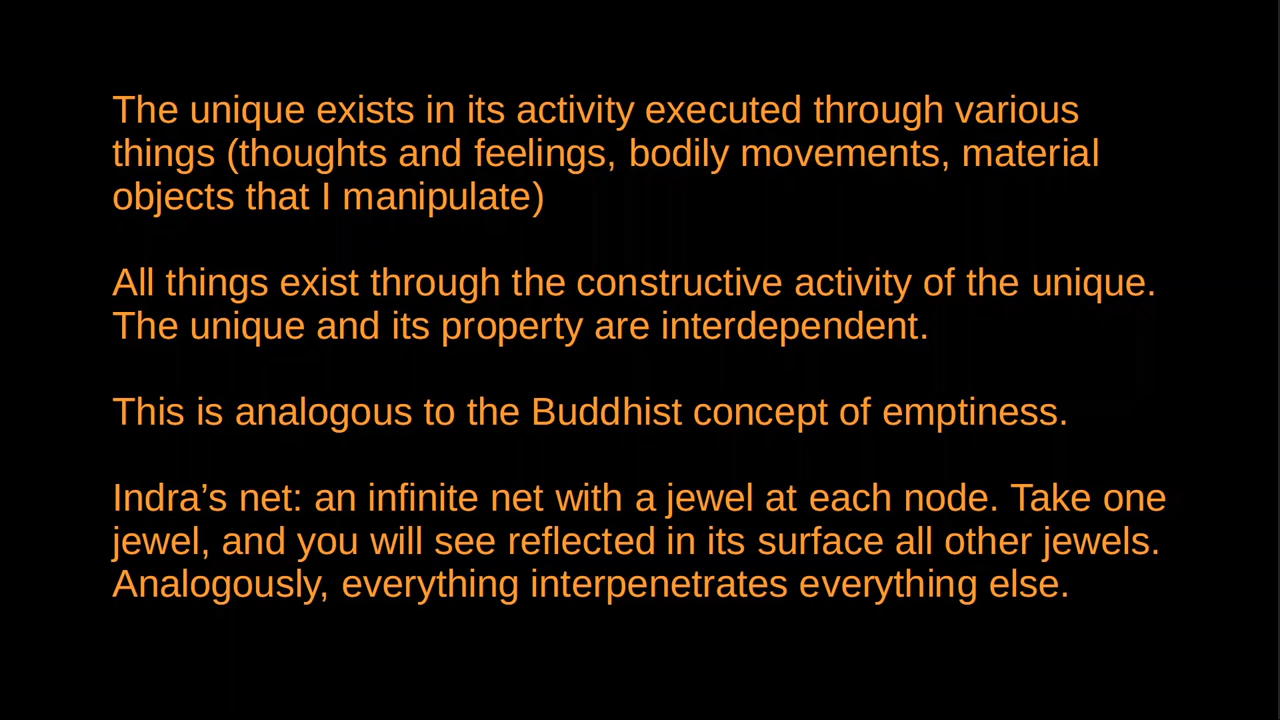 The unique exists in its activity executed through various
things (thoughts and feelings, bodily movements, material
objects that I manipulate)
All things exist through the constructive activity of the unique.
The unique and its property are interdependent.
This is analogous to the Buddhist concept of emptiness.
Indra’s net: an infinite net with a jewel at each node. Take one
jewel, and you will see reflected in its surface all other jewels.
Analogously, everything interpenetrates everything else.